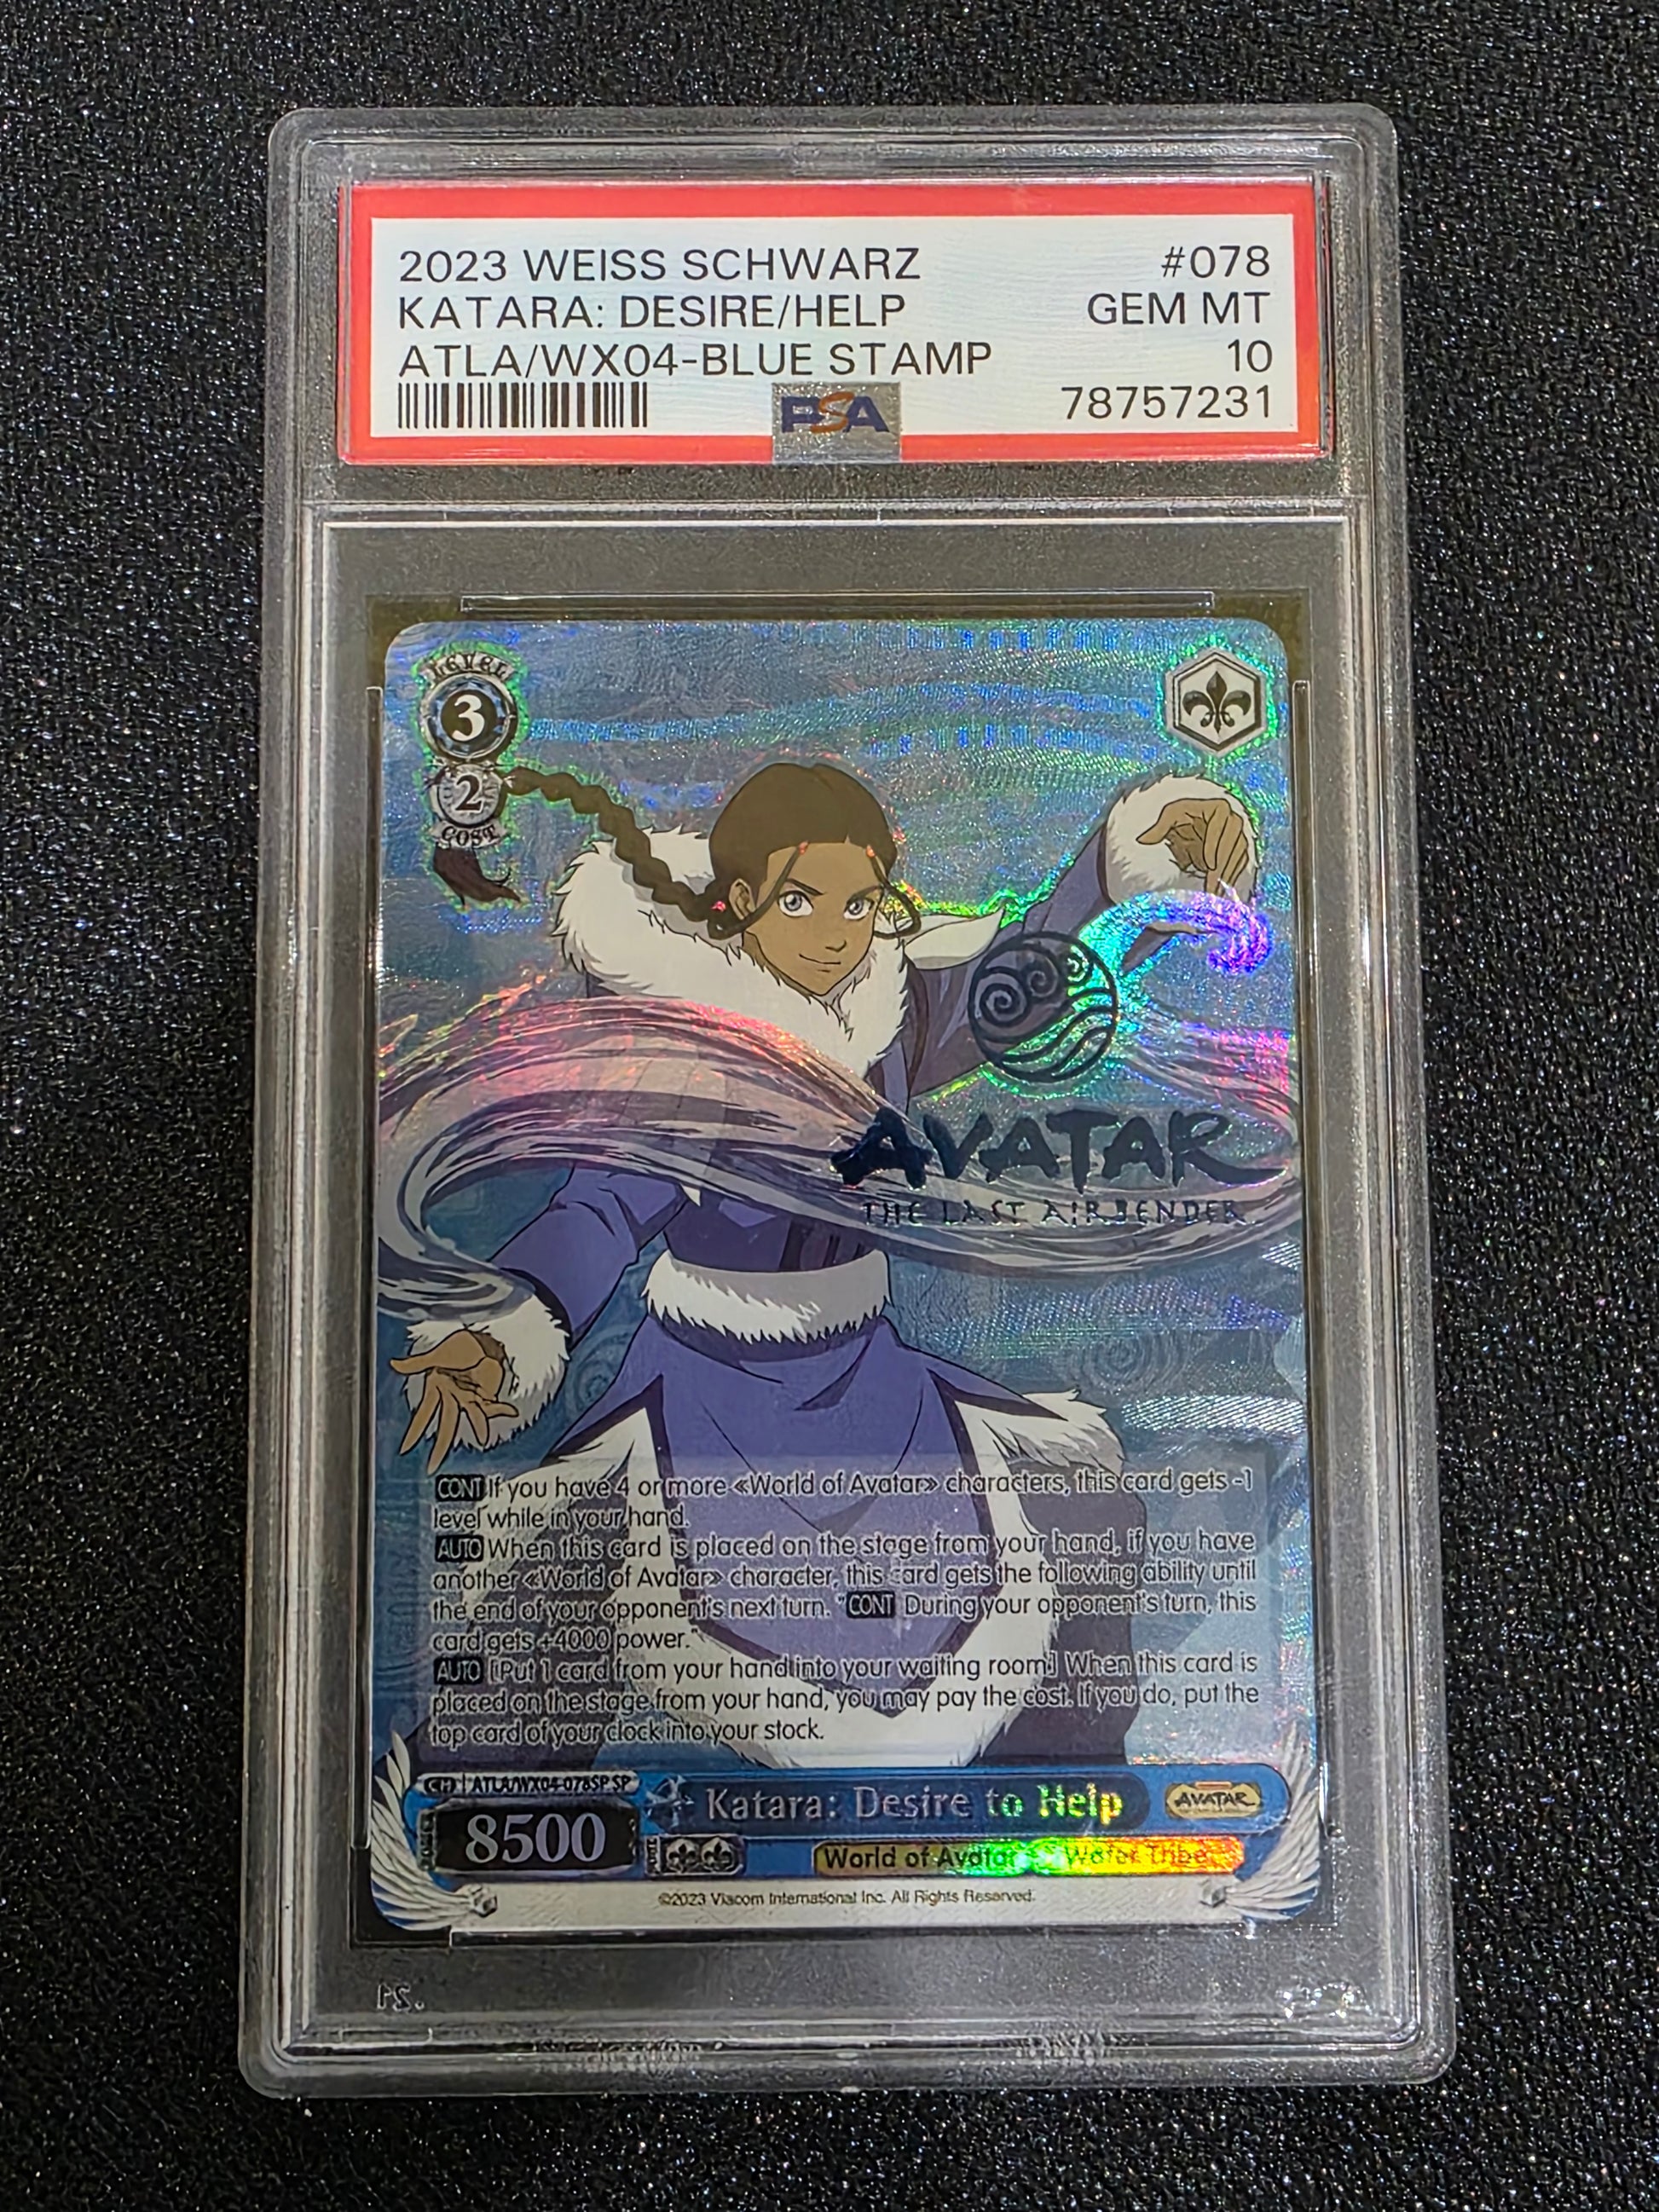 2023 WEISS SCHWARZ #078
KATARA: DESIRE/HELP GEM MT
ATLA/WX04-BLUE STAMP 10
PSA 78757231
LEVEL
3
2
COST
AVATAR
THE LAST AIRBENDER
CONT If you have 4 or more «World of Avatar» characters, this card gets -1
level while in your hand.
AUTO When this card is placed on the stage from your hand, if you have
another «World of Avatar» character, this card gets the following ability until
the end of your opponent's next turn. "CONT During your opponent's turn, this
card gets +4000 power."
AUTO [Put 1 card from your hand into your waiting room] When this card is
placed on the stage from your hand, you may pay the cost. If you do, put the
top card of your clock into your stock.
CH ATLA/WX04-078SP SP
8500
Katara: Desire to Help
AVATAR
World of Avatar Water Tribe
©2023 Viacom International Inc. All Rights Reserved.